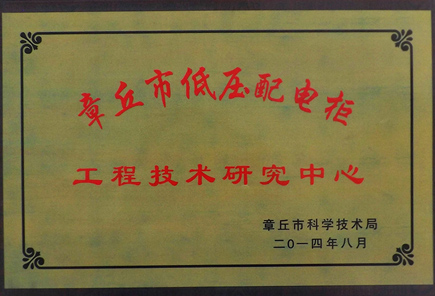 章丘市低压配电柜
工程技术研究中心
章丘市科学技术局
二〇一四年八月